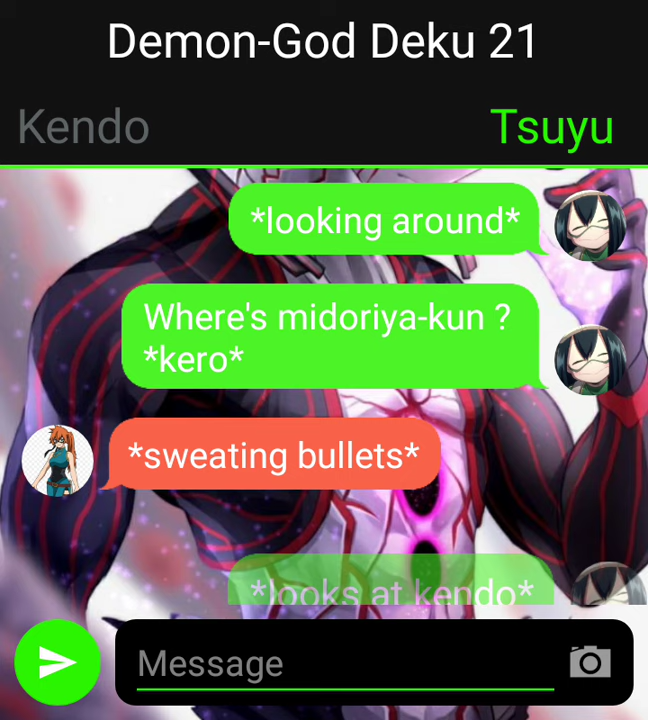 Demon-God Deku 21
Kendo
Tsuyu
*looking around*
Where's midoriya-kun ?
*kero*
*sweating bullets*
*looks at kendo*
Message